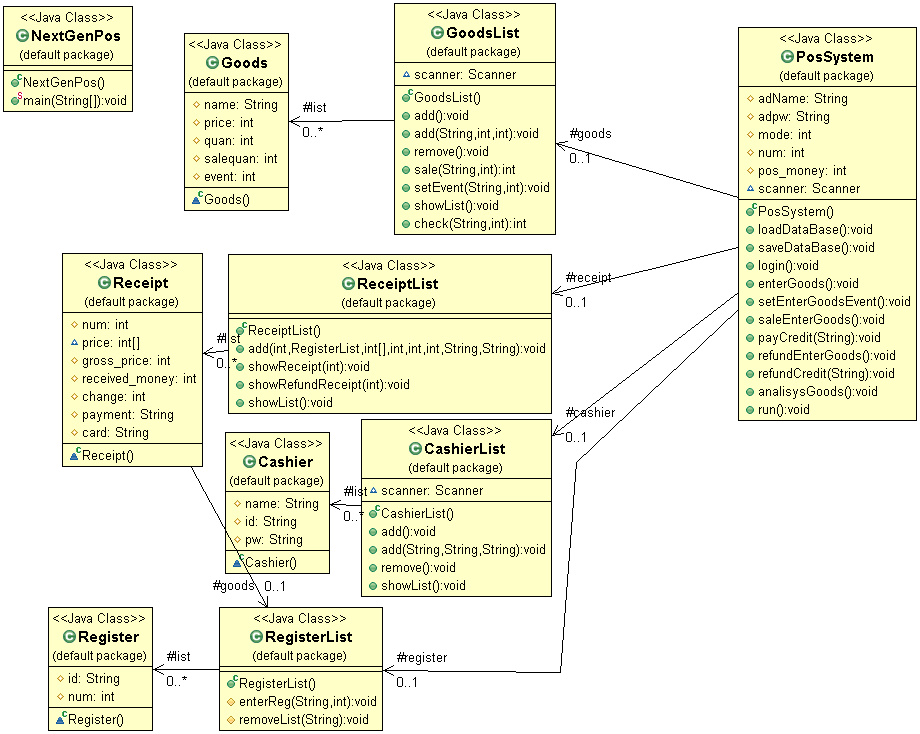 <<Java Class>>
NextGenPos
(default package)
NextGenPos()
main(String[]):void
<<Java Class>>
Goods
(default package)
name: String
price: int
quan: int
salequan: int
event: int
Goods()
#list
0..*
<<Java Class>>
GoodsList
(default package)
scanner: Scanner
GoodsList()
add():void
add(String,int,int):void
remove():void
sale(String,int):int
setEvent(String,int):void
showList():void
check(String,int):int
#goods
0..1
<<Java Class>>
PosSystem
(default package)
adName: String
adpw: String
mode: int
num: int
pos_money: int
scanner: Scanner
PosSystem()
loadDataBase():void
saveDataBase():void
login():void
enterGoods():void
setEnterGoodsEvent():void
saleEnterGoods():void
payCredit(String):void
refundEnterGoods():void
refundCredit(String):void
analisysGoods():void
run():void
<<Java Class>>
Receipt
(default package)
num: int
price: int[]
gross_price: int
received_money: int
change: int
payment: String
card: String
Receipt()
#list
0..*
<<Java Class>>
ReceiptList
(default package)
ReceiptList()
add(int,RegisterList,int[],int,int,int,String,String):void
showReceipt(int):void
showRefundReceipt(int):void
showList():void
#receipt
0..1
#cashier
0..1
<<Java Class>>
Cashier
(default package)
name: String
id: String
pw: String
Cashier()
#list
0..*
<<Java Class>>
CashierList
(default package)
scanner: Scanner
CashierList()
add():void
add(String,String,String):void
remove():void
showList():void
#goods
0..1
<<Java Class>>
Register
(default package)
id: String
num: int
Register()
#list
0..*
<<Java Class>>
RegisterList
(default package)
RegisterList()
enterReg(String,int):void
removeList(String):void
#register
0..1